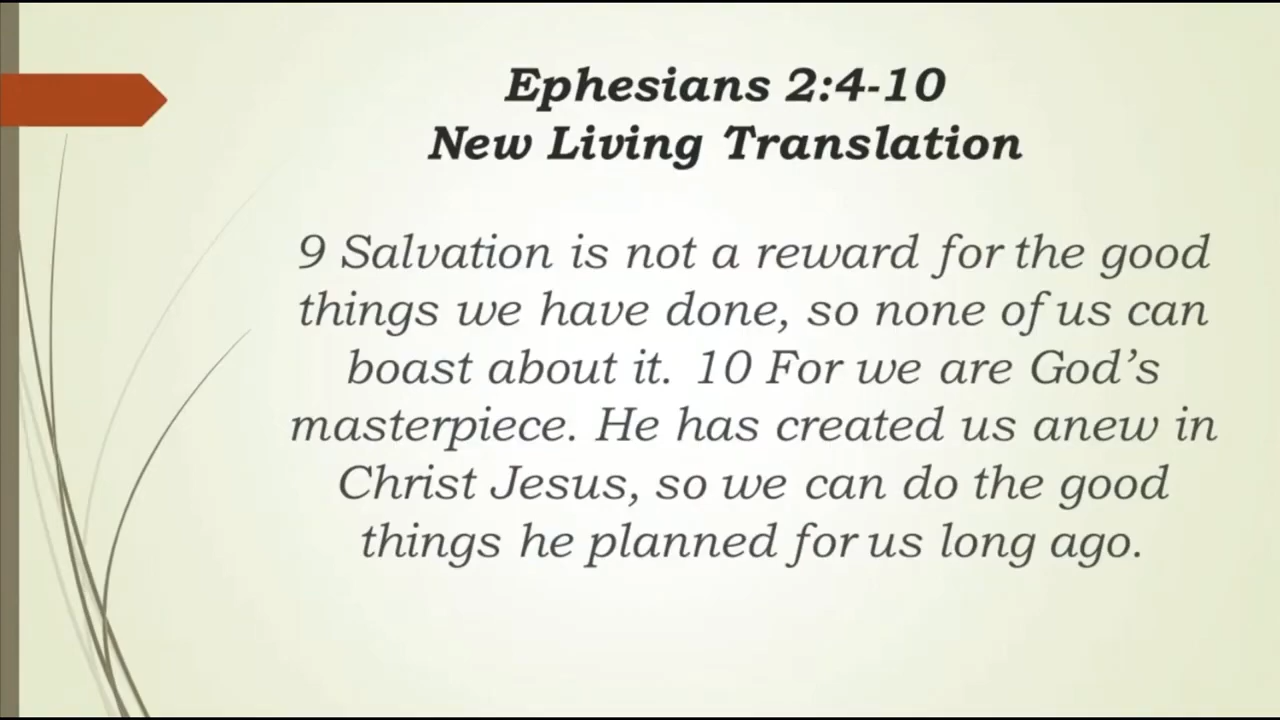 Ephesians 2:4-10
New Living Translation
9 Salvation is not a reward for the good
things we have done, so none of us can
boast about it. 10 For we are God’s
masterpiece. He has created us anew in
Christ Jesus, so we can do the good
things he planned for us long ago.